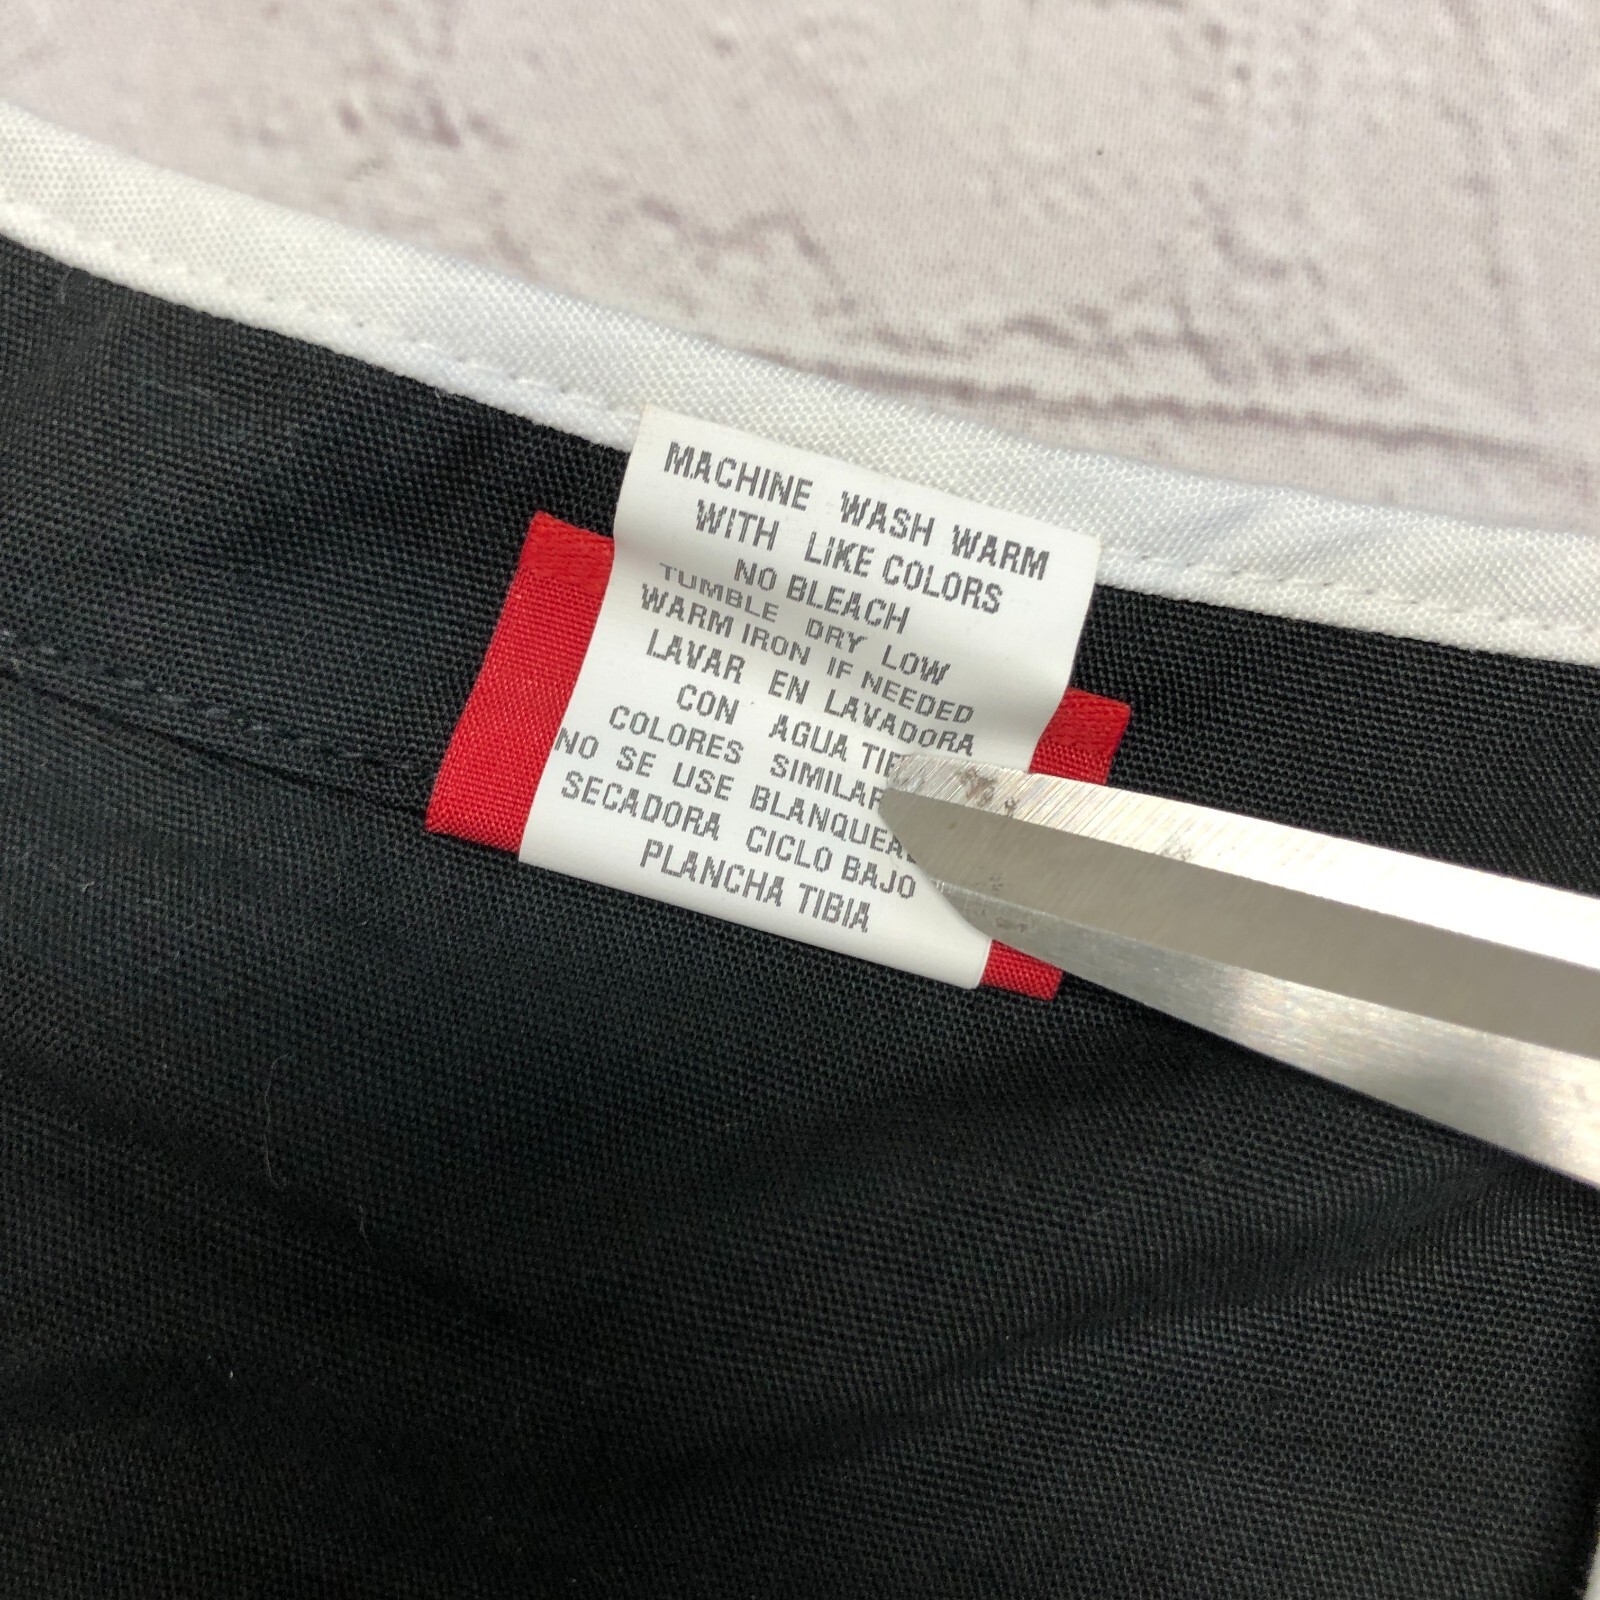 MACHINE WASH WARM
WITH LIKE COLORS
NO BLEACH
TUMBLE DRY LOW
WARM IRON IF NEEDED
LAVAR EN LAVADORA
CON AGUA
COLORES
NO SE USE
SECADORA CICLO BAJO
PLANCHA TIBIA